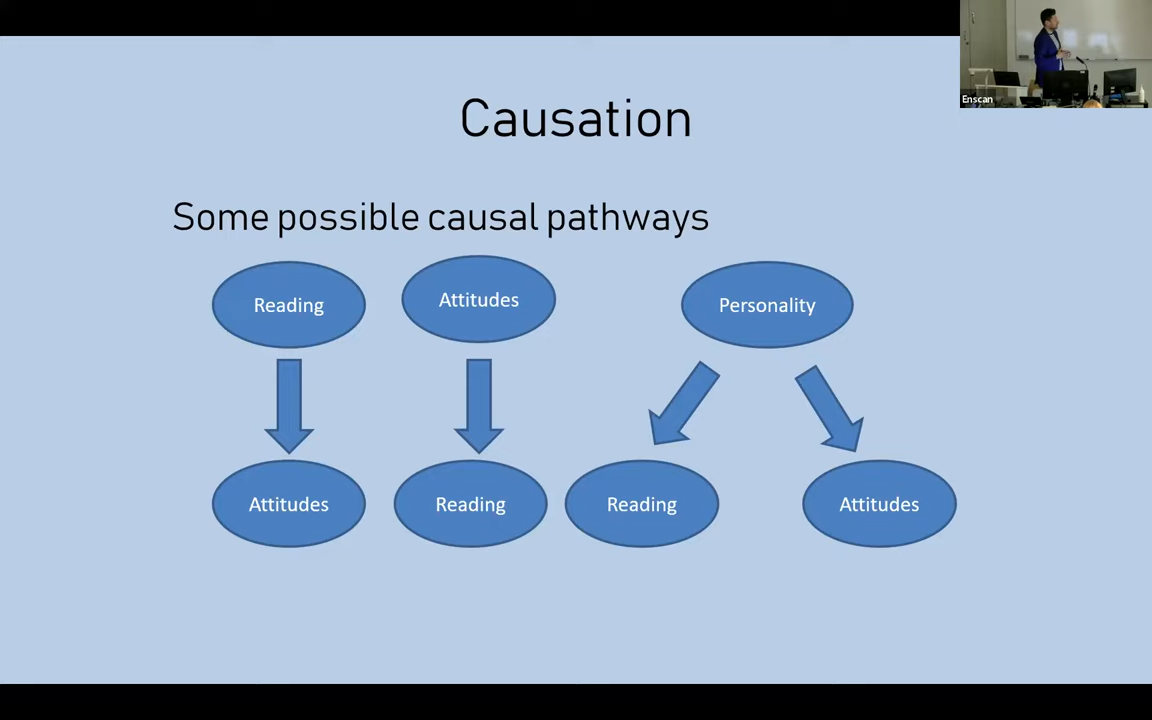 Causation
Enscan
Some possible causal pathways
Reading
Attitudes
Personality
Attitudes
Reading
Reading
Attitudes